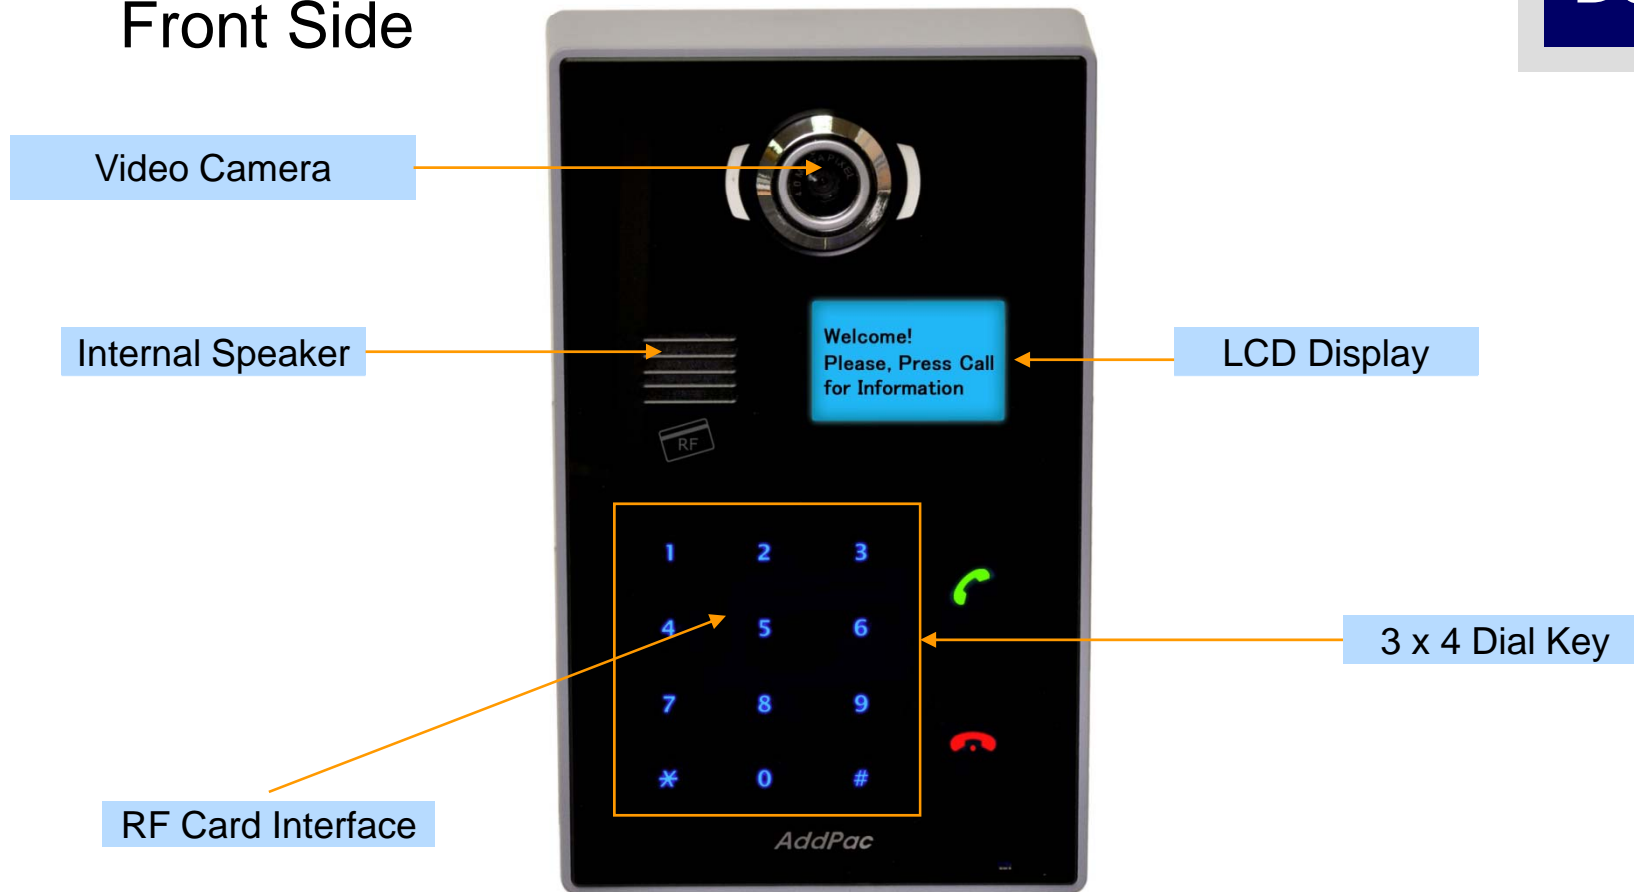 Front Side
Video Camera
Internal Speaker
Welcome!
Please, Press Call
for Information
LCD Display
RF
1 2 3
4 5 6
3 x 4 Dial Key
7 8 9
* 0 #
RF Card Interface
AddPac